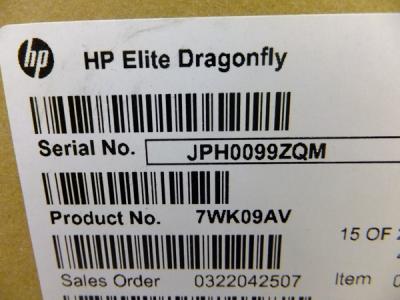 hp
HP Elite Dragonfly
Serial No. JPH0099ZQM
Product No. 7WK09AV
15 OF
Sales Order 0322042507 Item